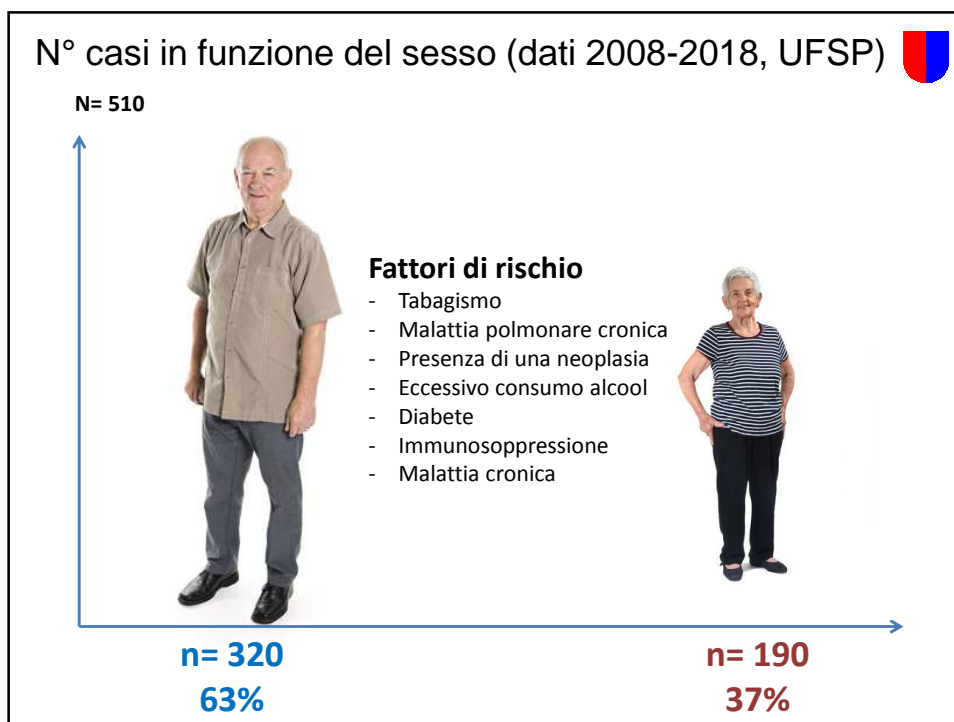 N° casi in funzione del sesso (dati 2008-2018, UFSP)
N= 510
Fattori di rischio
- Tabagismo
- Malattia polmonare cronica
- Presenza di una neoplasia
- Eccessivo consumo alcool
- Diabete
- Immunosoppressione
- Malattia cronica
n= 320
63%
n= 190
37%